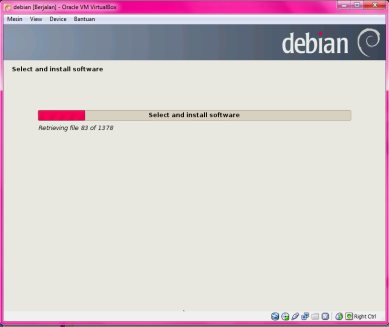 debian [Berjalan] - Oracle VM VirtualBox
Mesin View Device Bantuan
debian
Select and install software
Select and install software
Retrieving file 83 of 1378
Right Ctrl